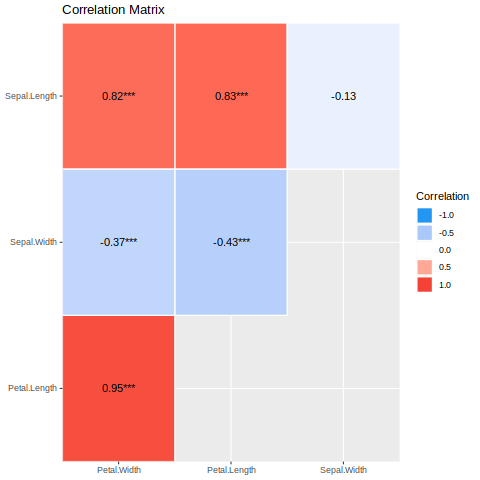 Correlation Matrix
Sepal.Length
0.82***
0.83***
-0.13
Sepal.Width
-0.37***
-0.43***
Petal.Length
0.95***
Petal.Width
Petal.Length
Sepal.Width
Correlation
-1.0
-0.5
0.0
0.5
1.0